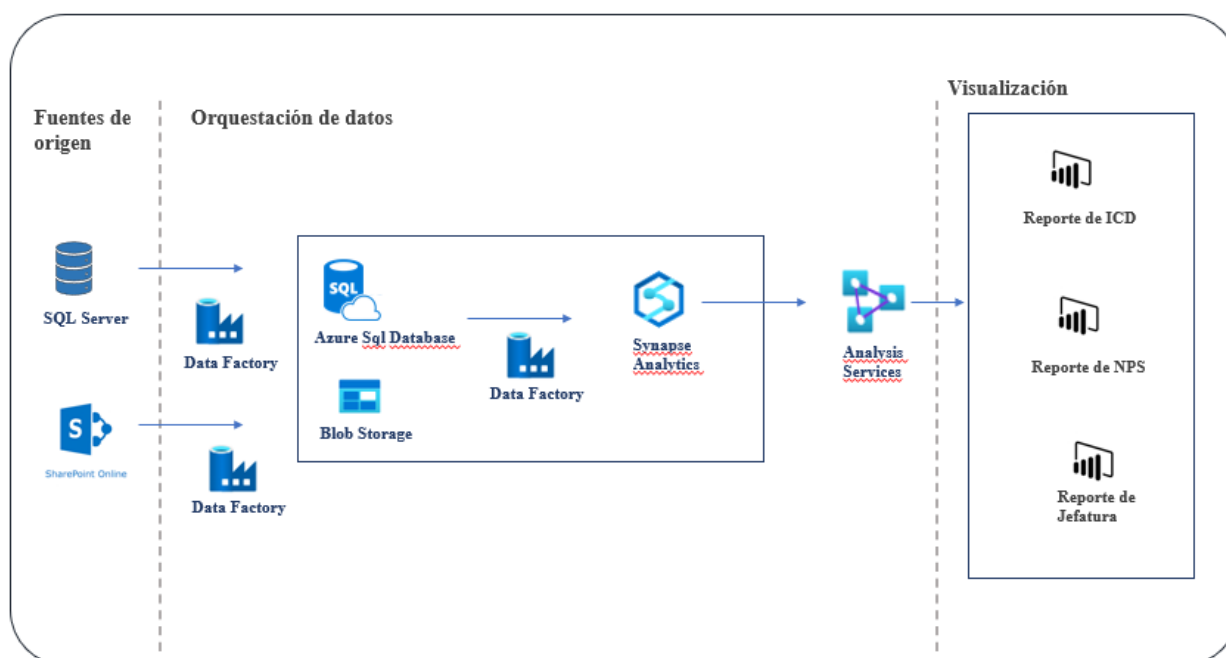 Visualización
Fuentes de
origen
Orquestación de datos
Reporte de ICD
SQL Server
Data Factory
SQL
Azure Sql Database
Data Factory
Blob Storage
Synapse
Analytics
Analysis
Services
Reporte de NPS
S
SharePoint Online
Data Factory
Reporte de
Jefatura